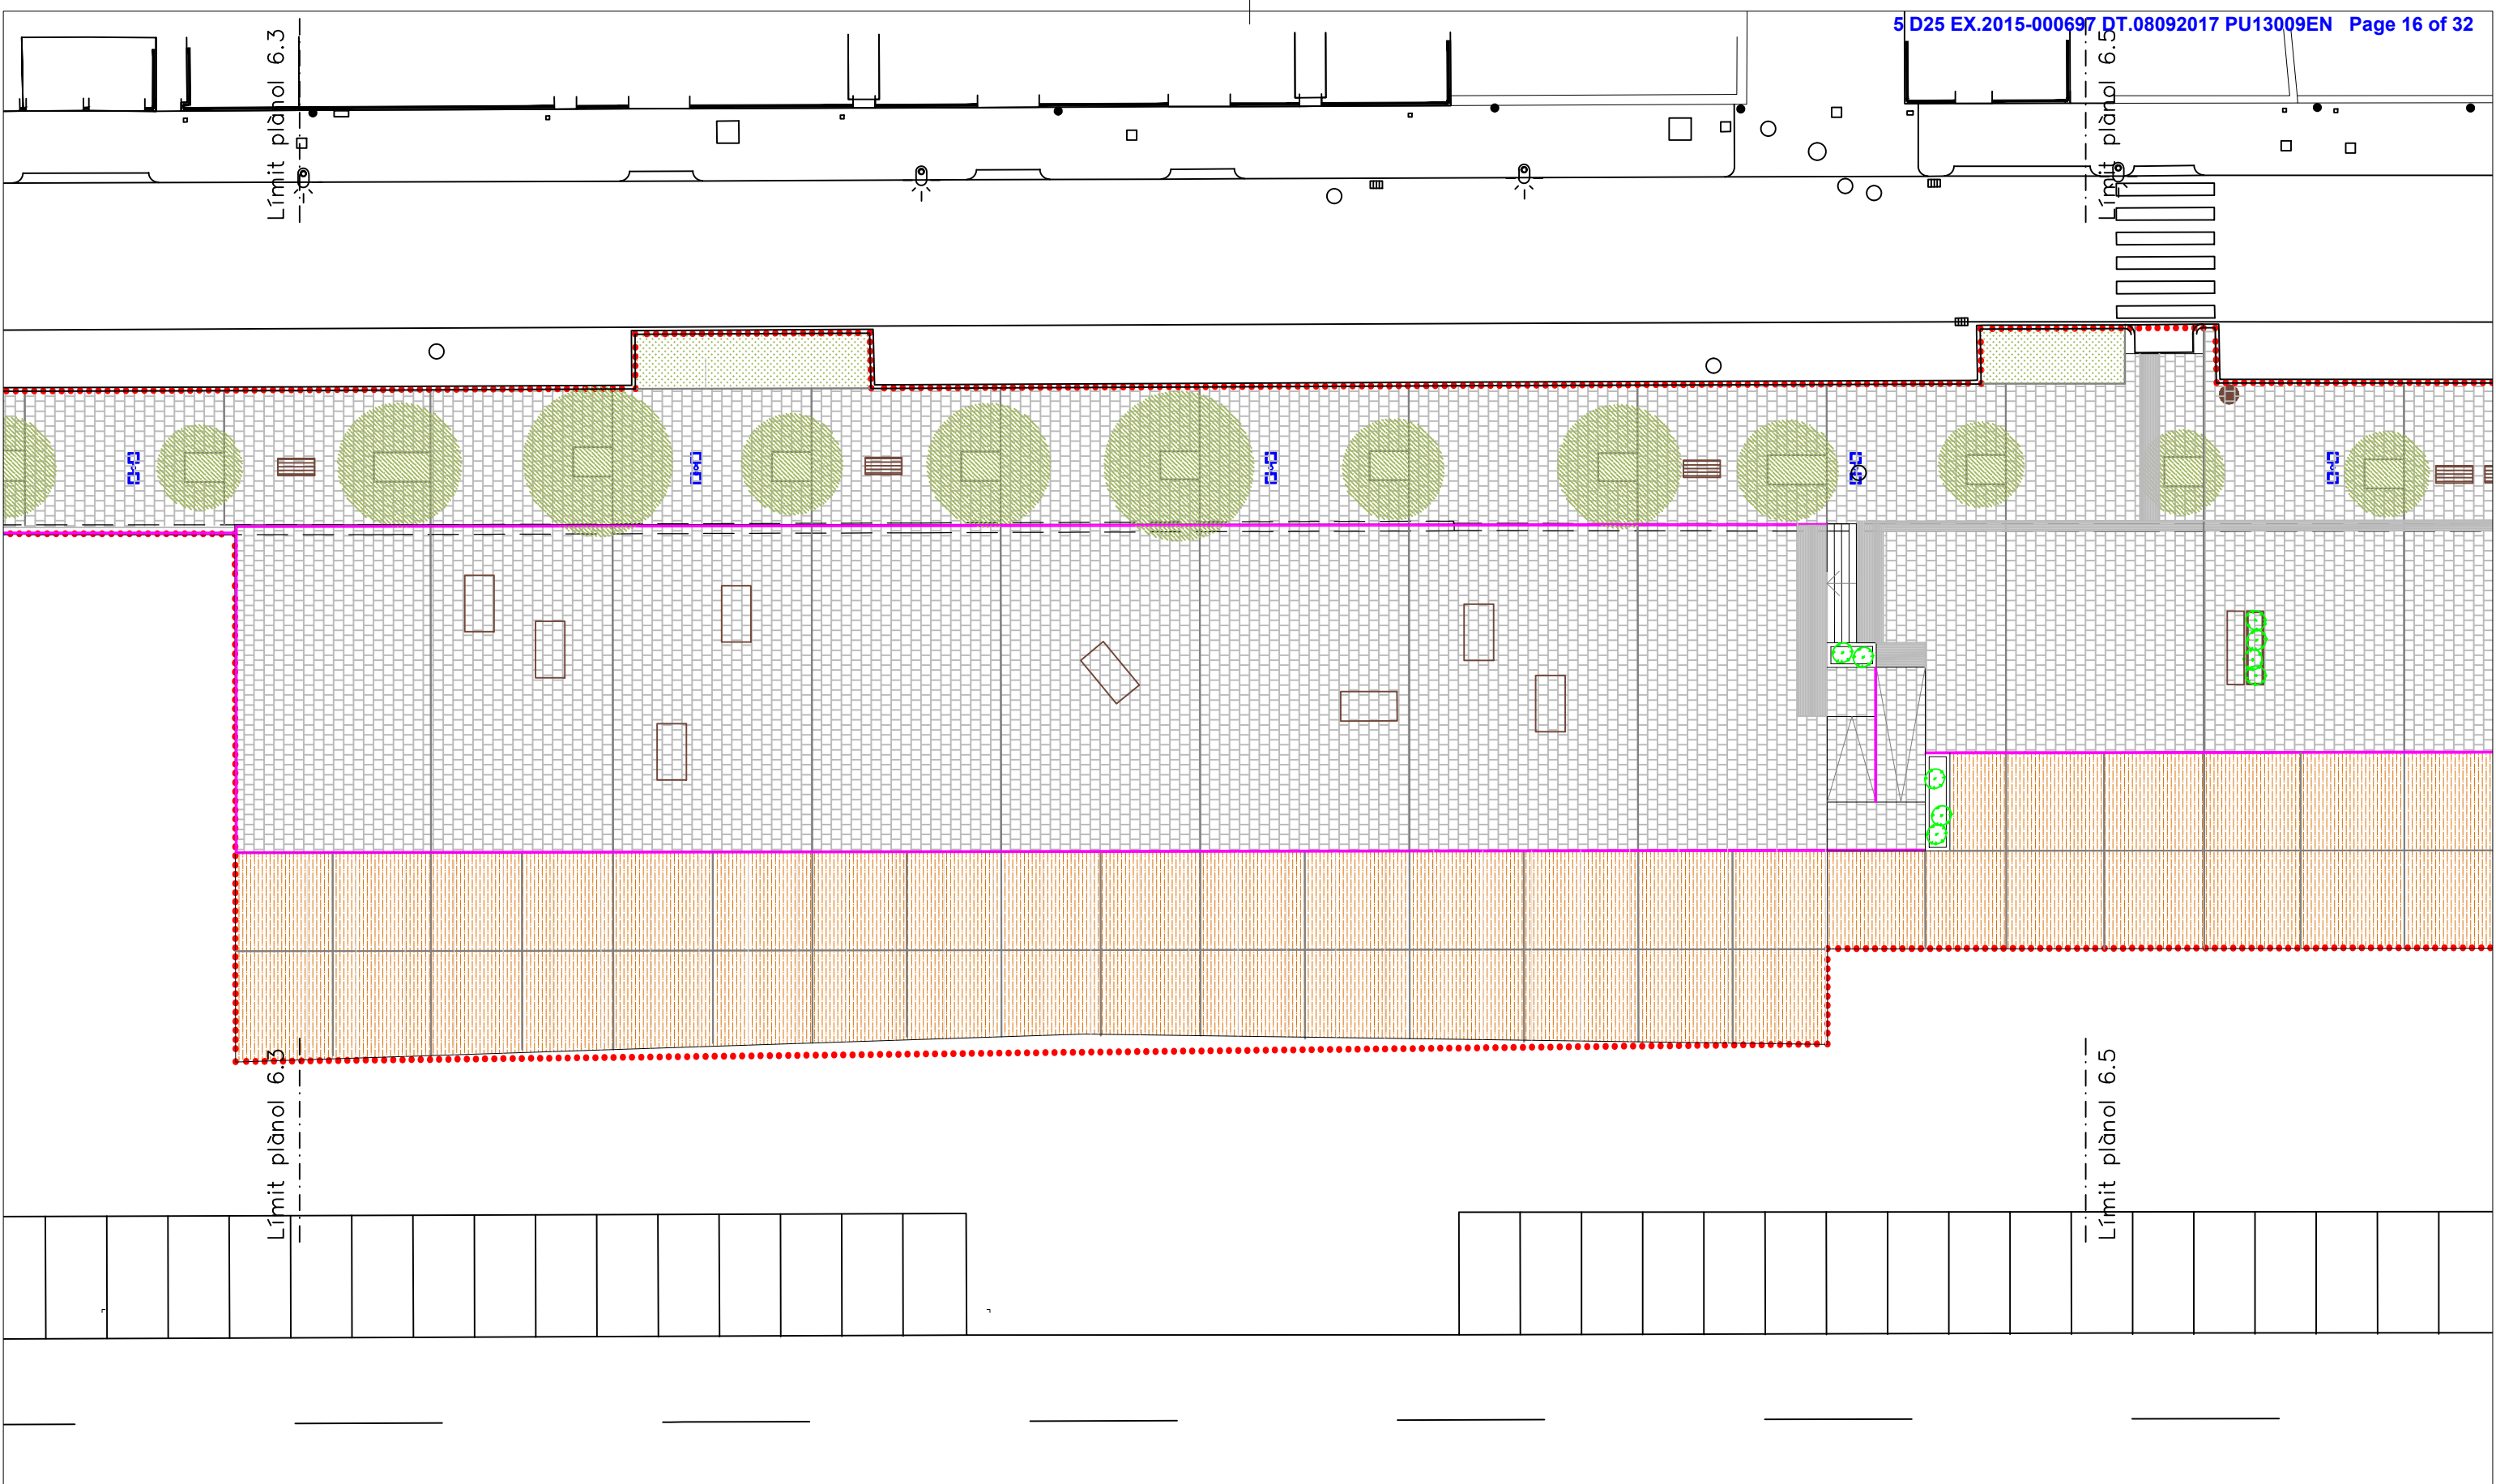 5 D25 EX.2015-000697 DT.08092017 PU13009EN Page 16 of 32
Límit plànol 6.3
Límit plànol 6.5
Límit plànol 6.3
Límit plànol 6.5